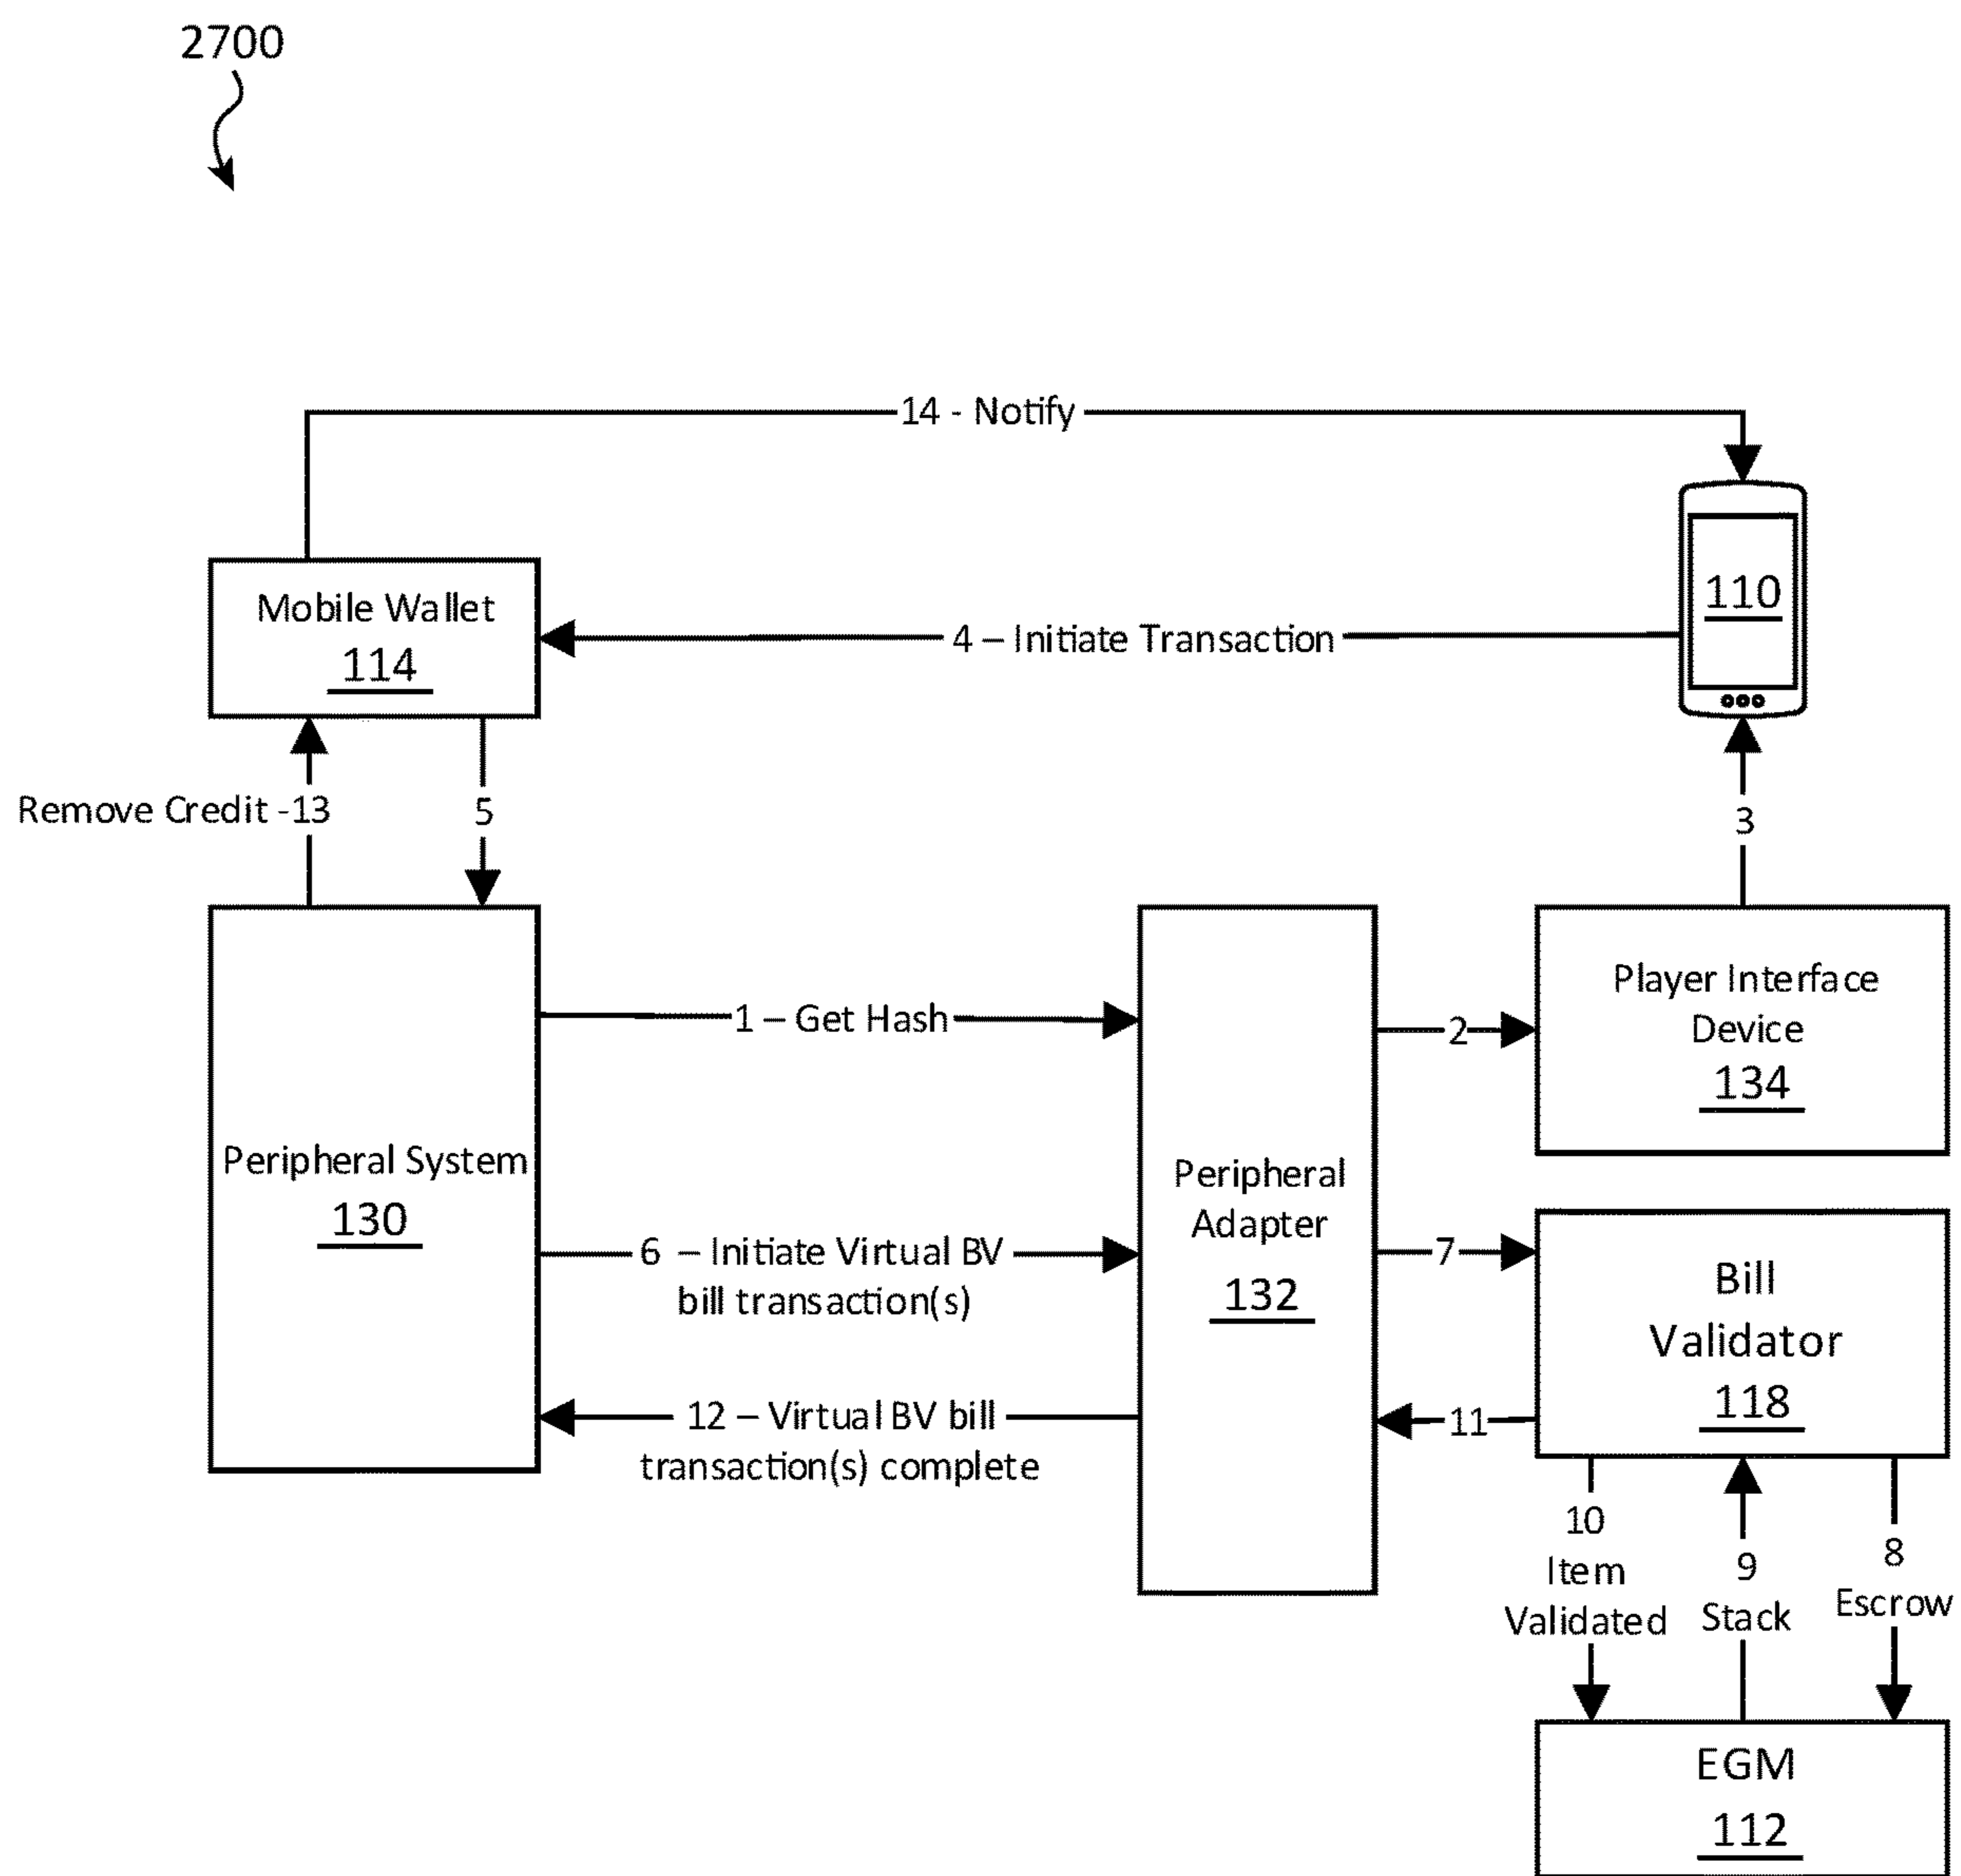 2700
14 - Notify
Mobile Wallet
114
4 – Initiate Transaction
110
Remove Credit -13
5
3
1 – Get Hash
2
Player Interface
Device
134
Peripheral System
130
6 – Initiate Virtual BV
bill transaction(s)
Peripheral
Adapter
132
7
Bill
Validator
118
12 – Virtual BV bill
transaction(s) complete
11
10
Item
Validated
9
Stack
8
Escrow
EGM
112